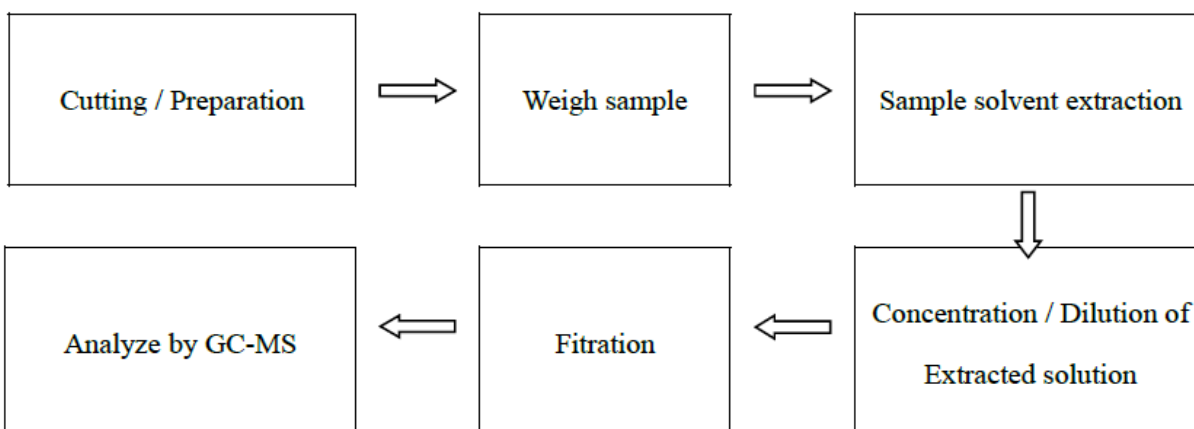 Cutting / Preparation
Weigh sample
Sample solvent extraction
Concentration / Dilution of
Extracted solution
Fitration
Analyze by GC-MS